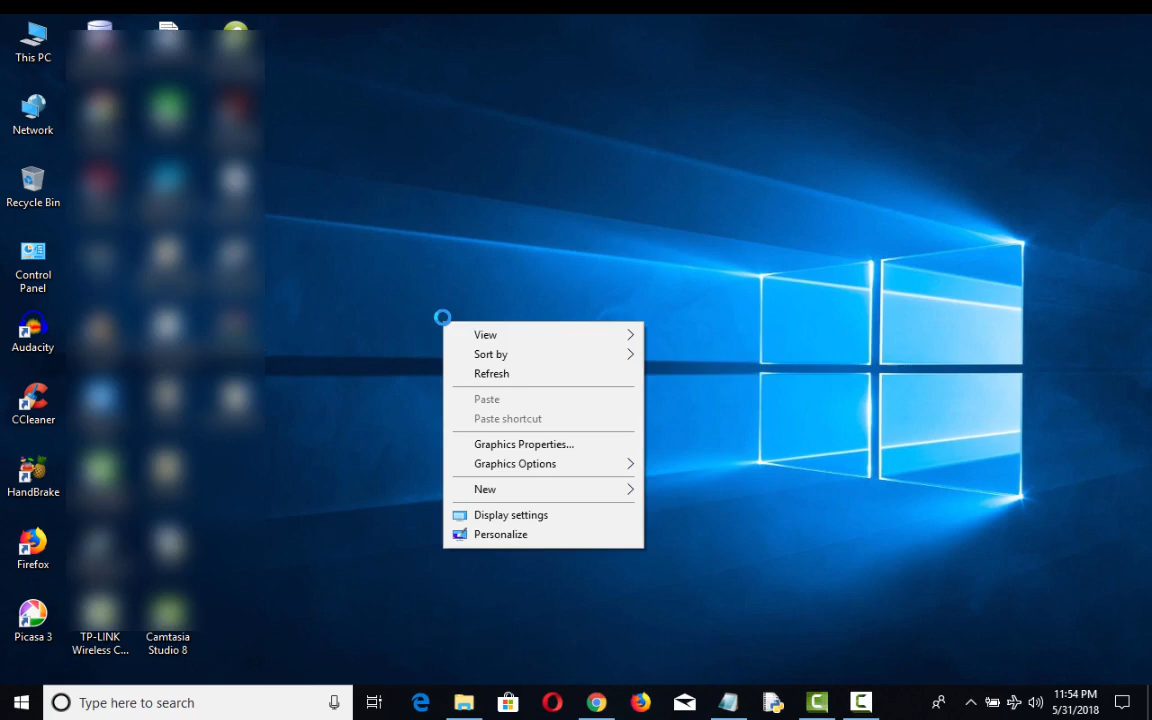 This PC
Network
Recycle Bin
Control
Panel
Audacity
CCleaner
HandBrake
Firefox
Picasa 3
TP-LINK
Wireless C...
Camtasia
Studio 8
View
Sort by
Refresh
Paste
Paste shortcut
Graphics Properties...
Graphics Options
New
Display settings
Personalize
Type here to search
11:54 PM
5/31/2018